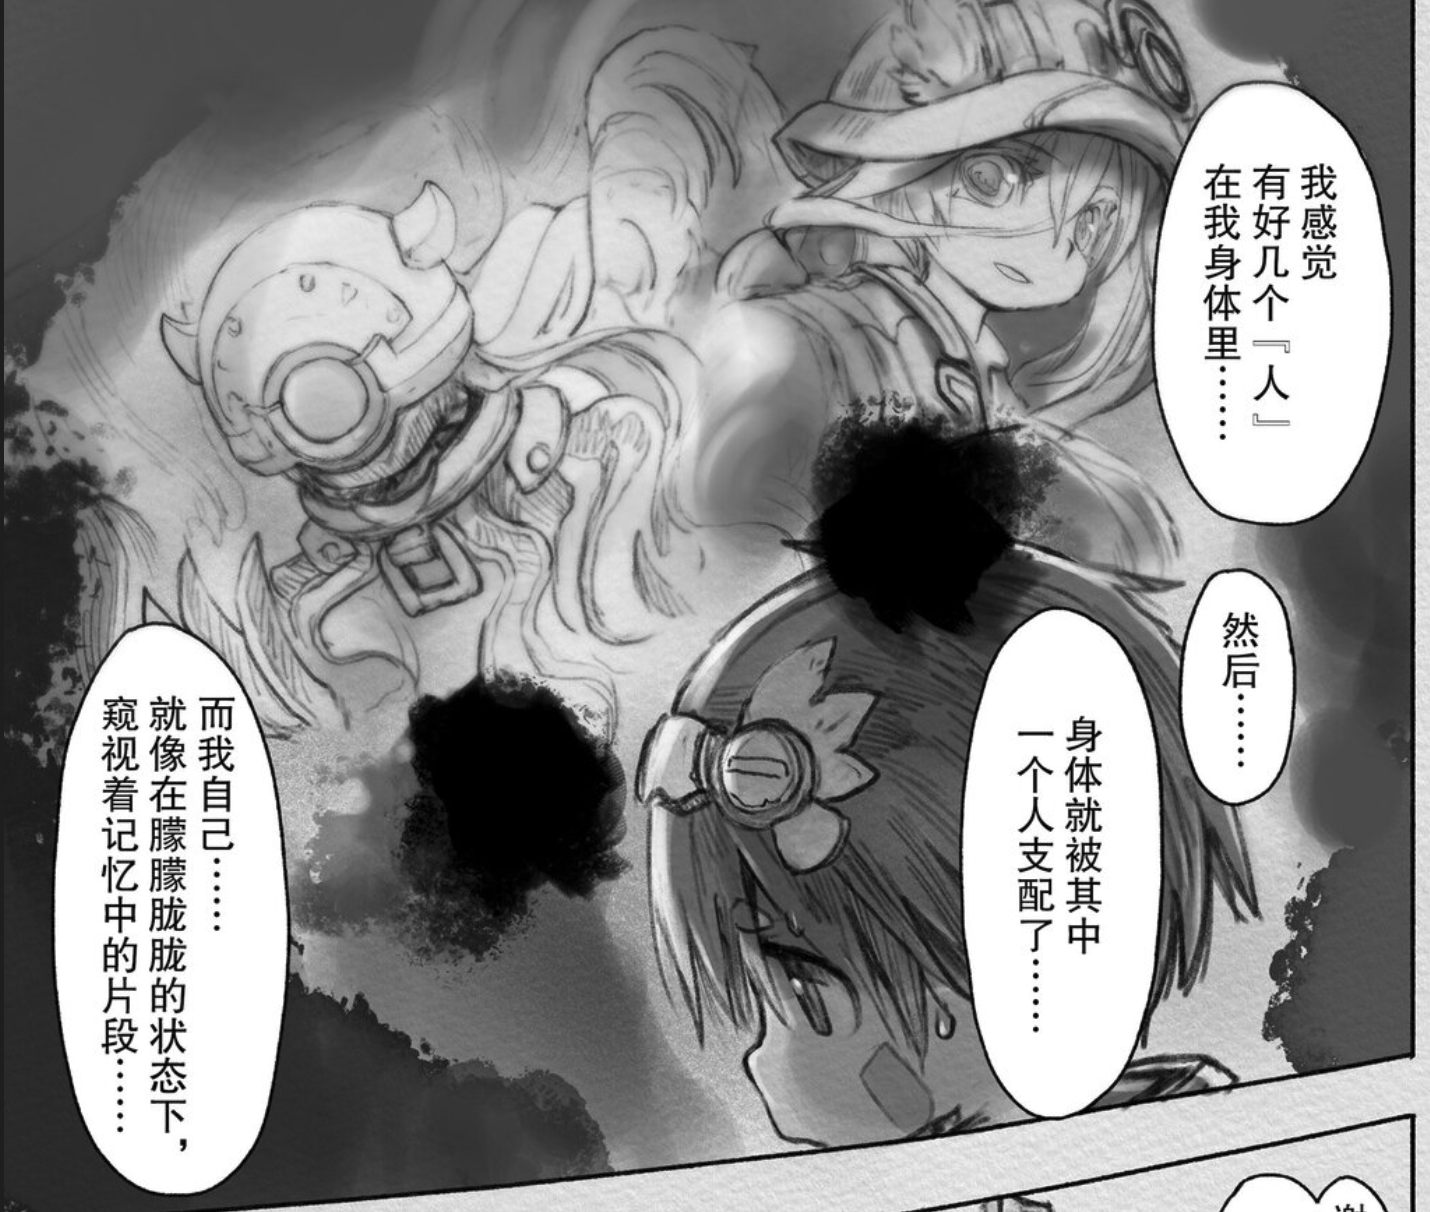 我感觉
有好几个『人』
在我身体里……
然后……
身体就被其中
一个人支配了……
而我自己……
就像在朦朦胧胧的状态下，
窥视着记忆中的片段……